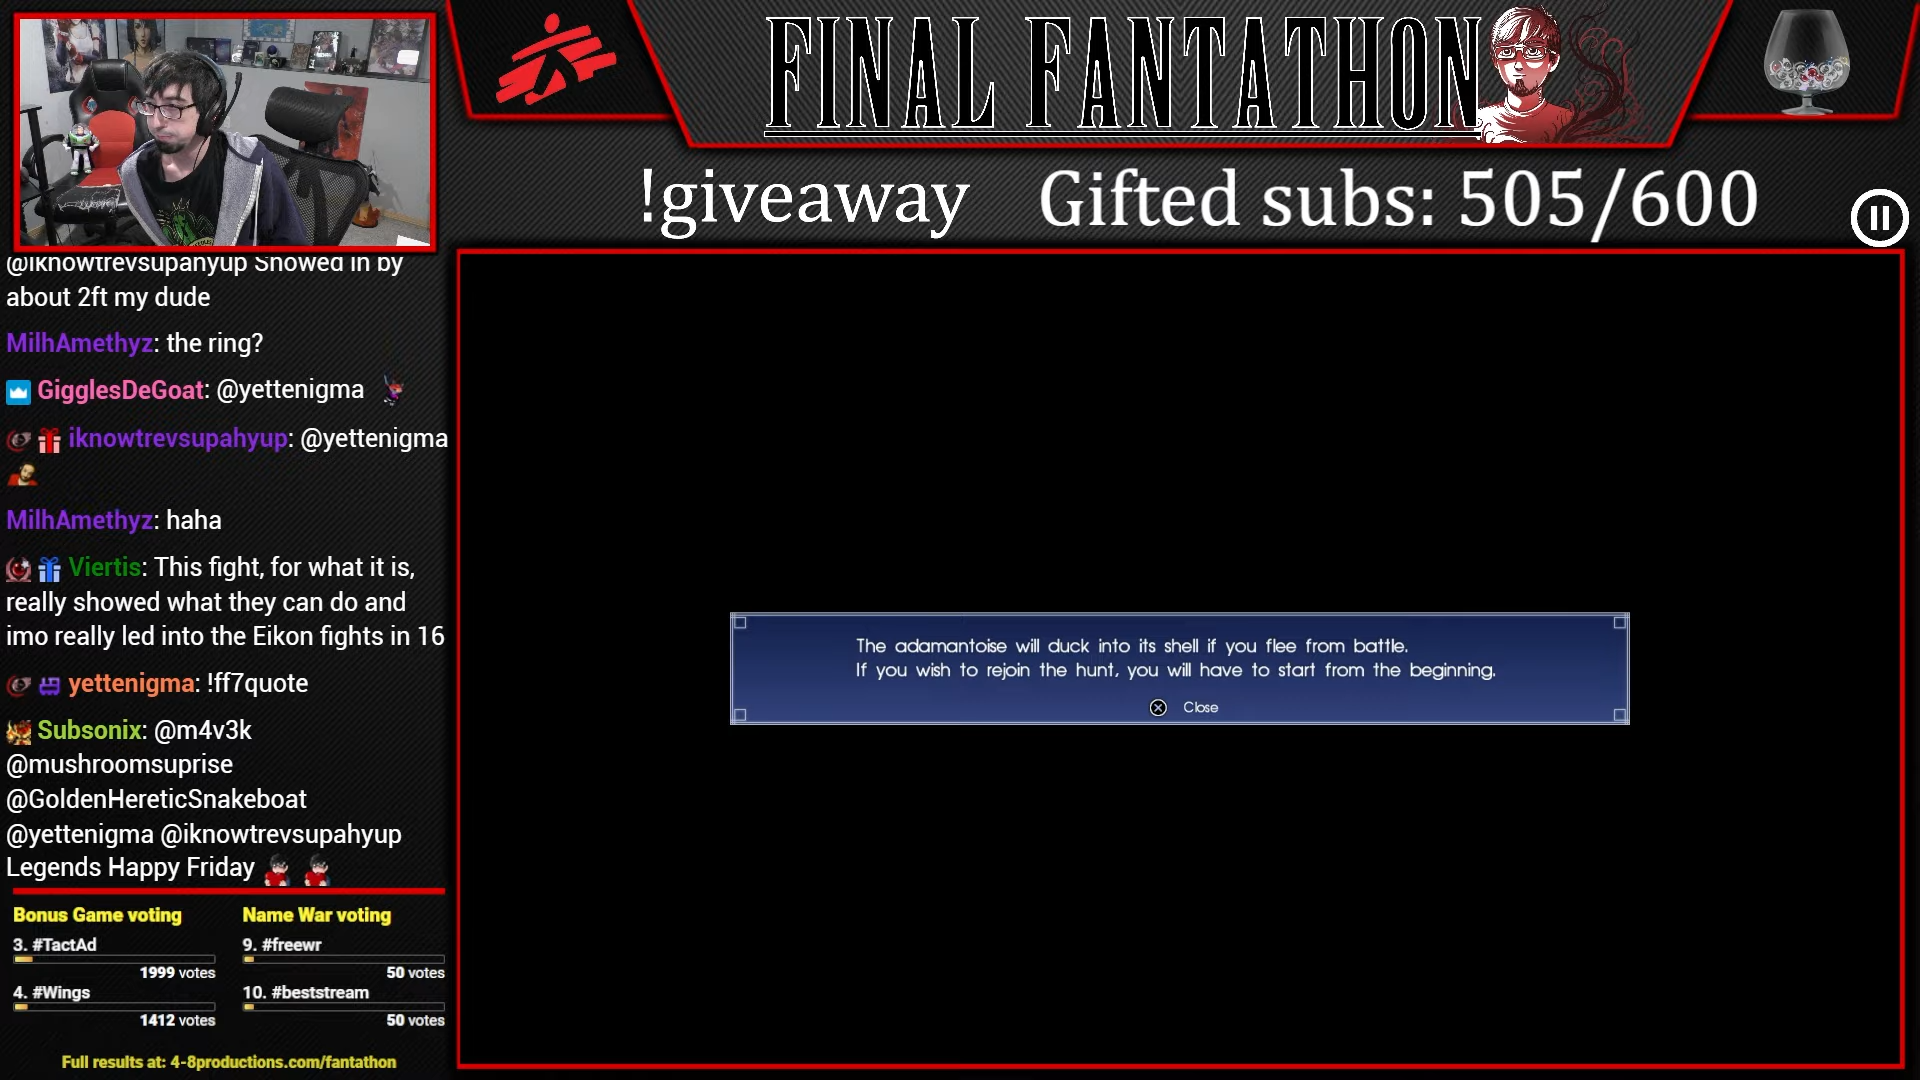 FINAL FANTATHON
!giveaway Gifted subs: 505/600
@iknowtrevsupahyup Showed in by
about 2ft my dude
MilhAmethyz: the ring?
GigglesDeGoat: @yettenigma
iknowtrevsupahyup: @yettenigma
MilhAmethyz: haha
Viertis: This fight, for what it is,
really showed what they can do and
imo really led into the Eikon fights in 16
yettenigma: !ff7quote
Subsonix: @m4v3k
@mushroomsuprise
@GoldenHereticSnakeboat
@yettenigma @iknowtrevsupahyup
Legends Happy Friday
The adamantoise will duck into its shell if you flee from battle.
If you wish to rejoin the hunt, you will have to start from the beginning.
Close
Bonus Game voting
3. #TactAd
1999 votes
4. #Wings
1412 votes
Name War voting
9. #freewr
50 votes
10. #beststream
50 votes
Full results at: 4-8productions.com/fantathon